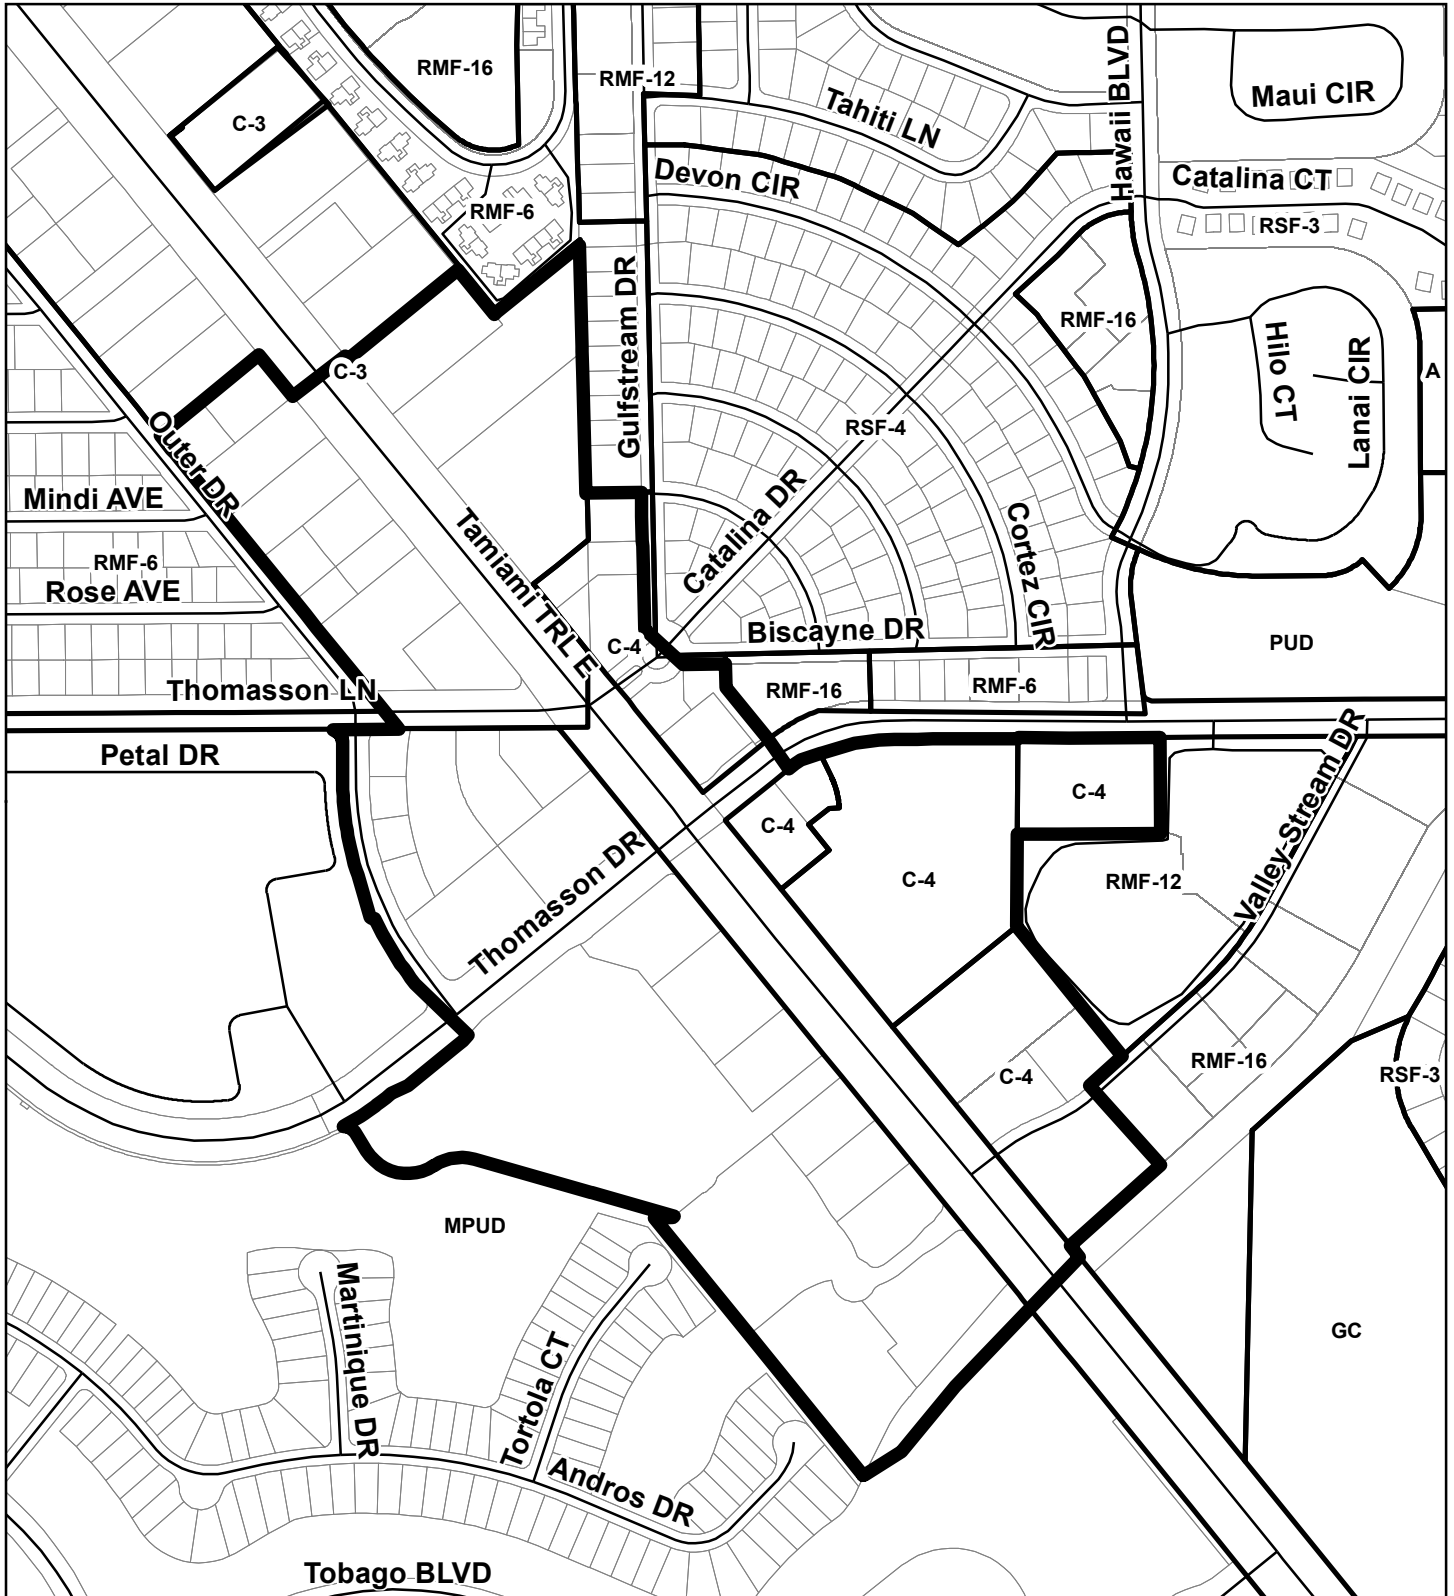 RMF-16
RMF-12
Hawaii BLVD
Maui CIR
Tahiti LN
C-3
Devon CIR
Catalina CT
RMF-6
RSF-3
Gulfstream DR
RMF-16
Hilo CT
Lanai CIR
A
C-3
Outer DR
RSF-4
Mindi AVE
Catalina DR
Cortez CIR
Tamiami TRL E
RMF-6
Rose AVE
Biscayne DR
C-4
PUD
Thomasson LN
RMF-16
RMF-6
Petal DR
Valley Stream DR
C-4
C-4
C-4
RMF-12
Thomasson DR
C-4
RMF-16
RSF-3
MPUD
Martinique DR
Tortola CT
GC
Andros DR
Tobago BLVD